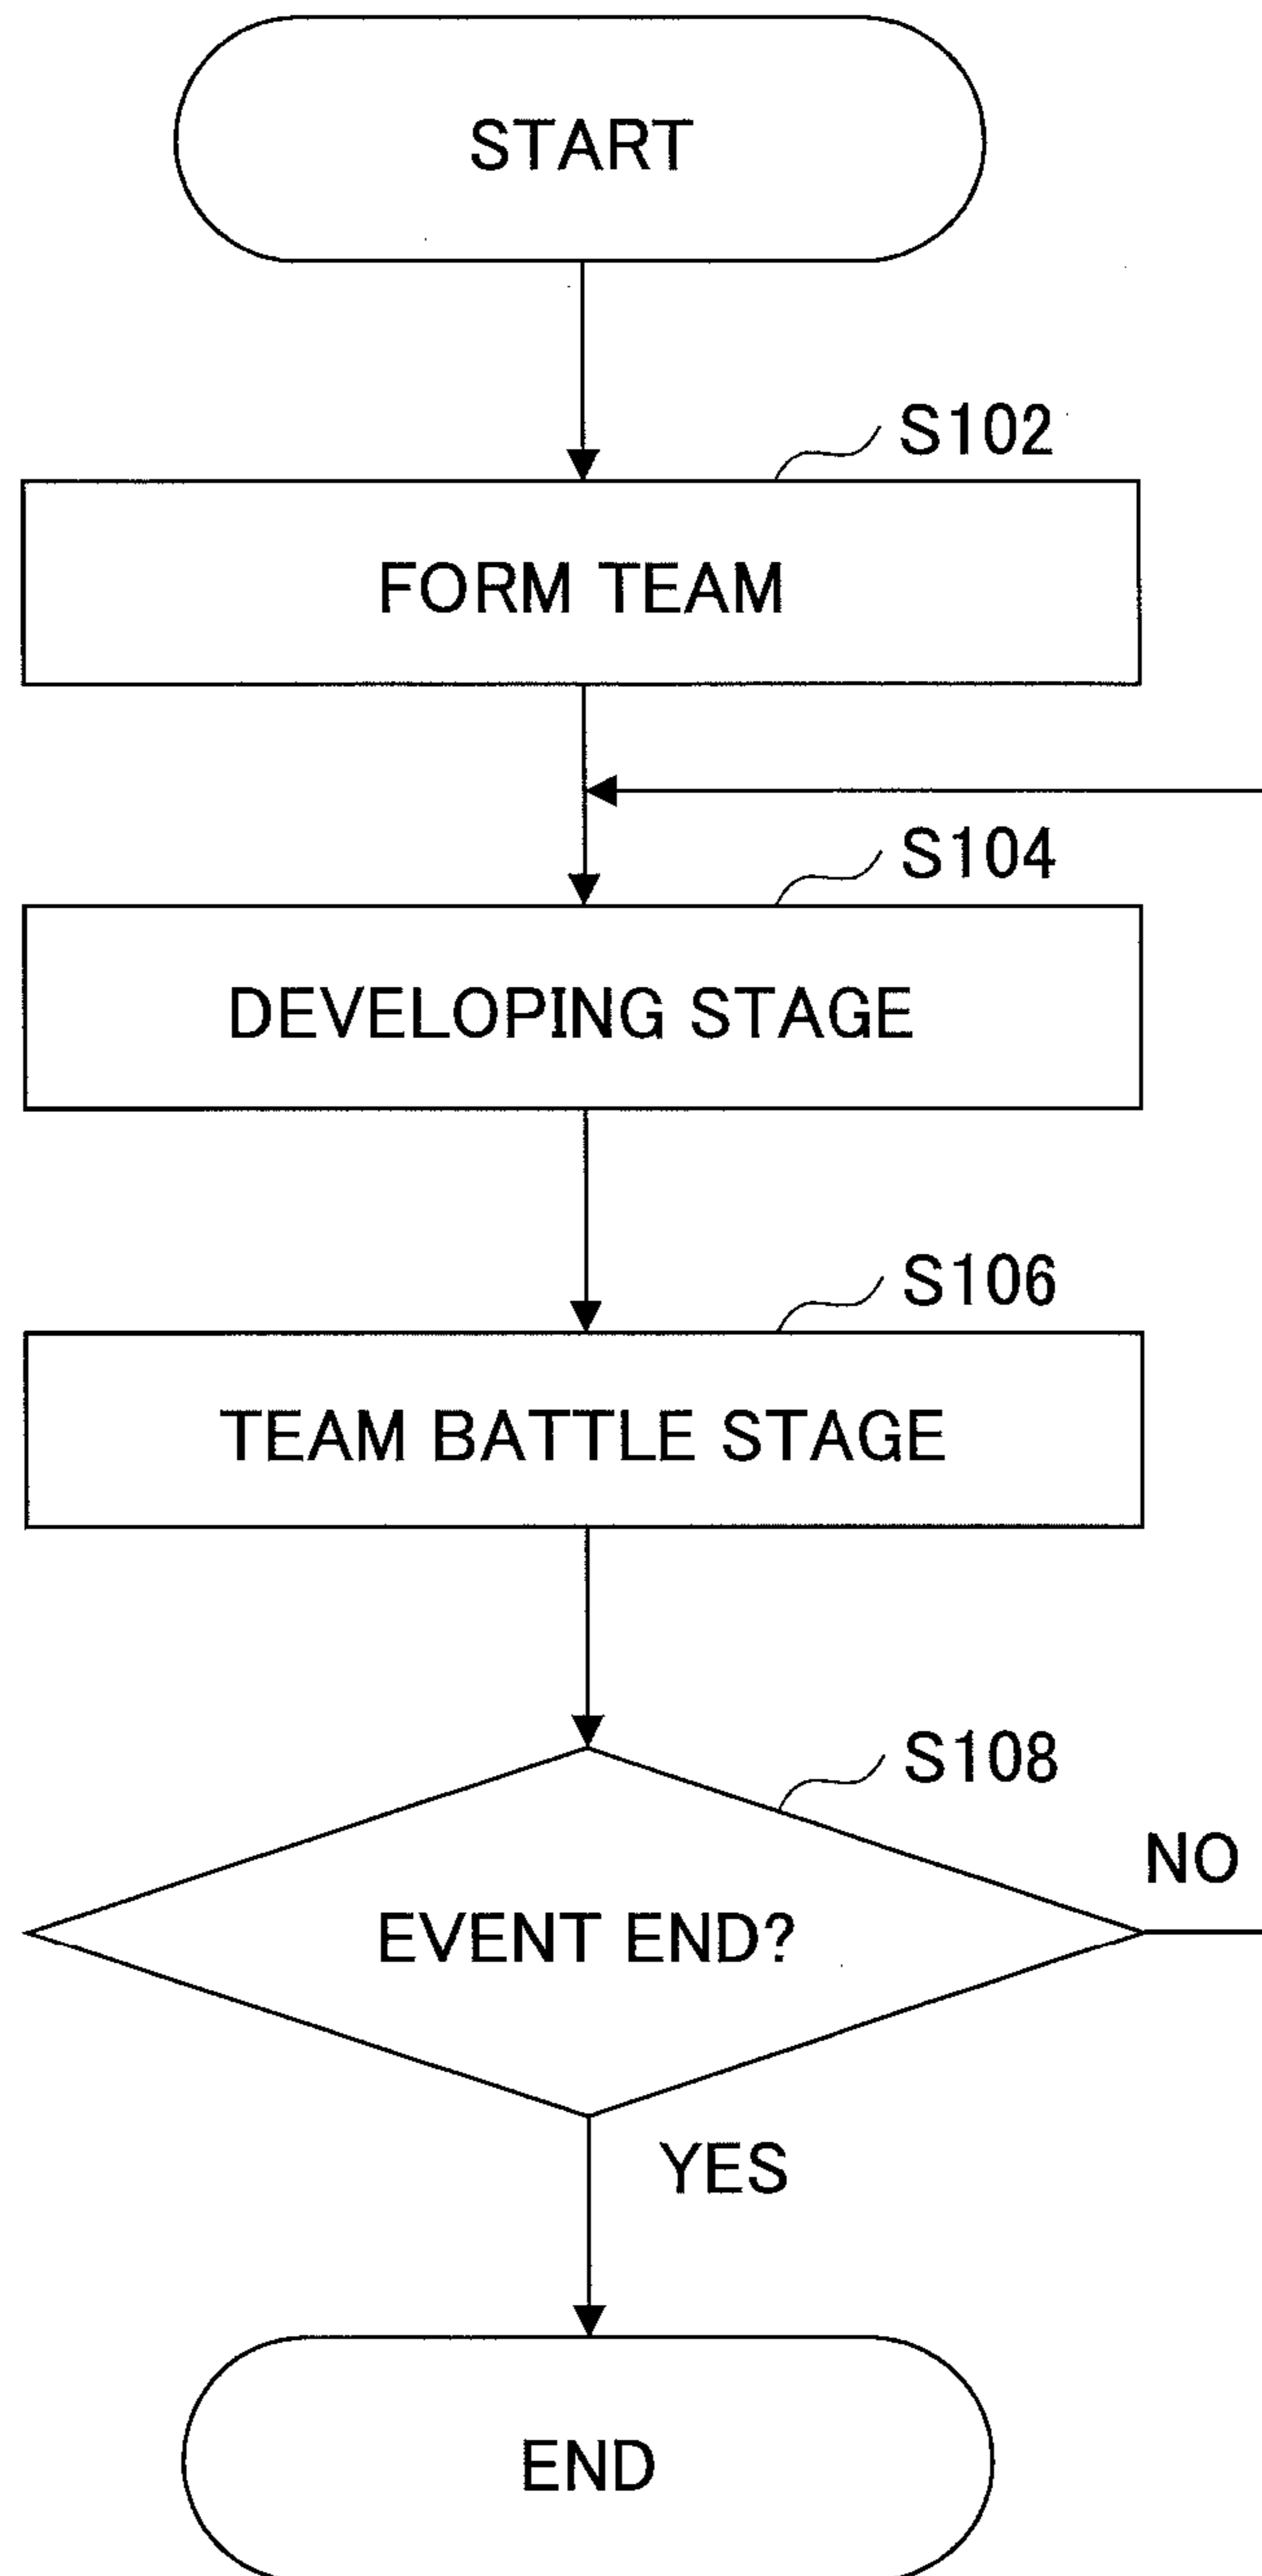 START
S102
FORM TEAM
S104
DEVELOPING STAGE
S106
TEAM BATTLE STAGE
S108
NO
EVENT END?
YES
END